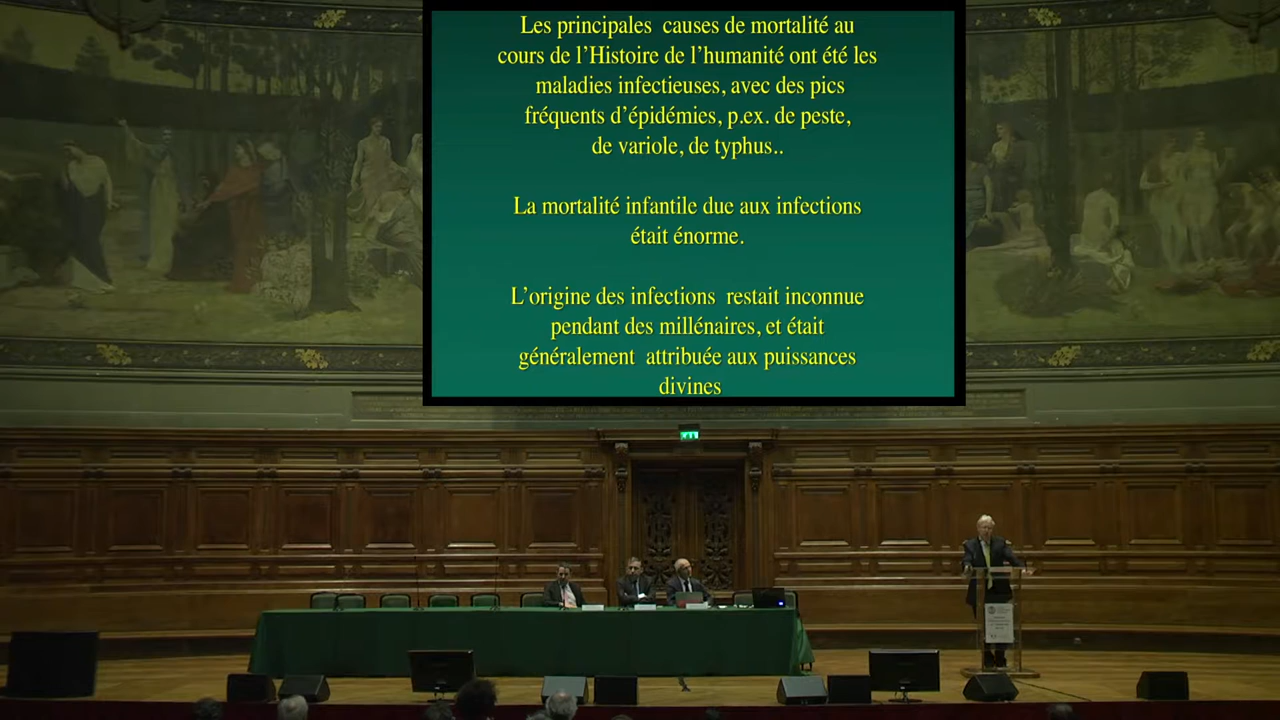 Les principales causes de mortalité au
cours de l'Histoire de l'humanité ont été les
maladies infectieuses, avec des pics
fréquents d'épidémies, p.ex. de peste,
de variole, de typhus..
La mortalité infantile due aux infections
était énorme.
L'origine des infections restait inconnue
pendant des millénaires, et était
généralement attribuée aux puissances
divines